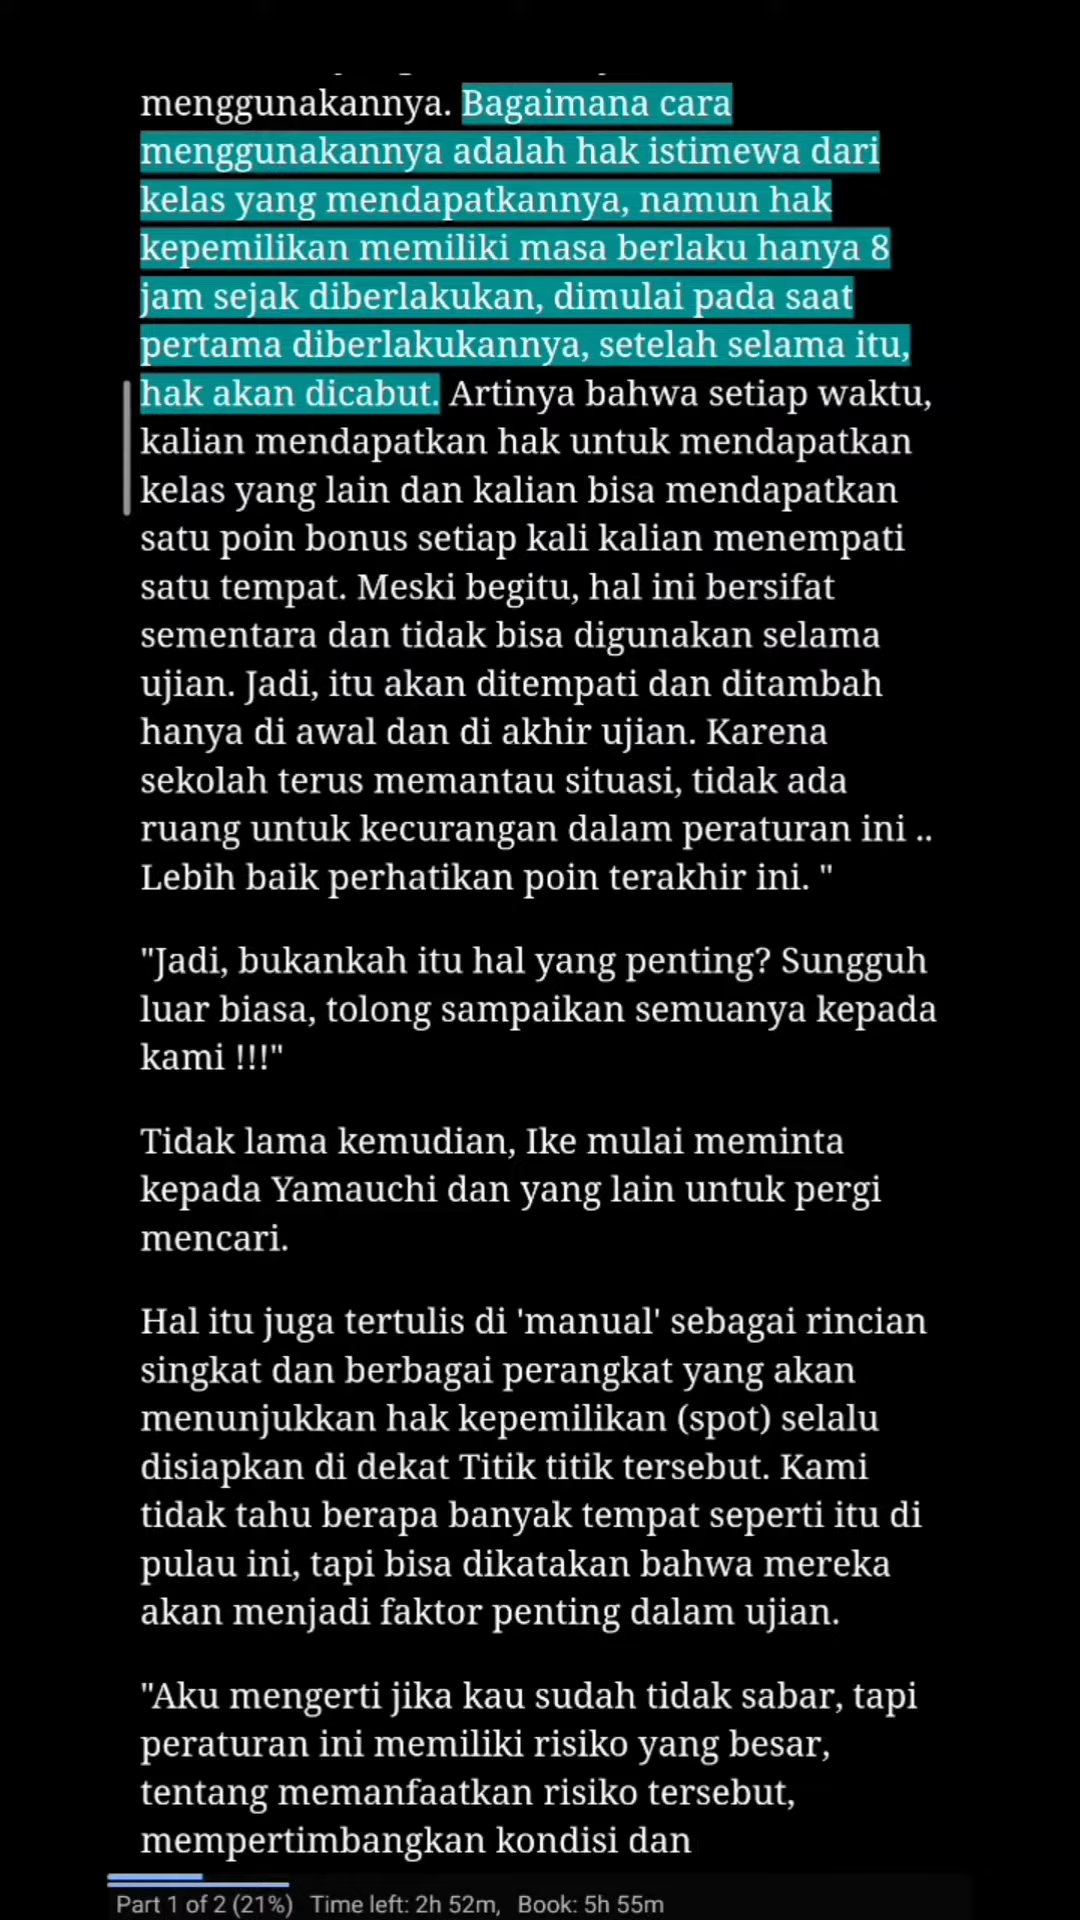 menggunakannya. Bagaimana cara
menggunakannya adalah hak istimewa dari
kelas yang mendapatkannya, namun hak
kepemilikan memiliki masa berlaku hanya 8
jam sejak diberlakukan, dimulai pada saat
pertama diberlakukannya, setelah selama itu,
hak akan dicabut. Artinya bahwa setiap waktu,
kalian mendapatkan hak untuk mendapatkan
kelas yang lain dan kalian bisa mendapatkan
satu poin bonus setiap kali kalian menempati
satu tempat. Meski begitu, hal ini bersifat
sementara dan tidak bisa digunakan selama
ujian. Jadi, itu akan ditempati dan ditambah
hanya di awal dan di akhir ujian. Karena
sekolah terus memantau situasi, tidak ada
ruang untuk kecurangan dalam peraturan ini ..
Lebih baik perhatikan poin terakhir ini. "
"Jadi, bukankah itu hal yang penting? Sungguh
luar biasa, tolong sampaikan semuanya kepada
kami !!!"
Tidak lama kemudian, Ike mulai meminta
kepada Yamauchi dan yang lain untuk pergi
mencari.
Hal itu juga tertulis di 'manual' sebagai rincian
singkat dan berbagai perangkat yang akan
menunjukkan hak kepemilikan (spot) selalu
disiapkan di dekat Titik titik tersebut. Kami
tidak tahu berapa banyak tempat seperti itu di
pulau ini, tapi bisa dikatakan bahwa mereka
akan menjadi faktor penting dalam ujian.
"Aku mengerti jika kau sudah tidak sabar, tapi
peraturan ini memiliki risiko yang besar,
tentang memanfaatkan risiko tersebut,
mempertimbangkan kondisi dan
Part 1 of 2 (21%) Time left: 2h 52m, Book: 5h 55m